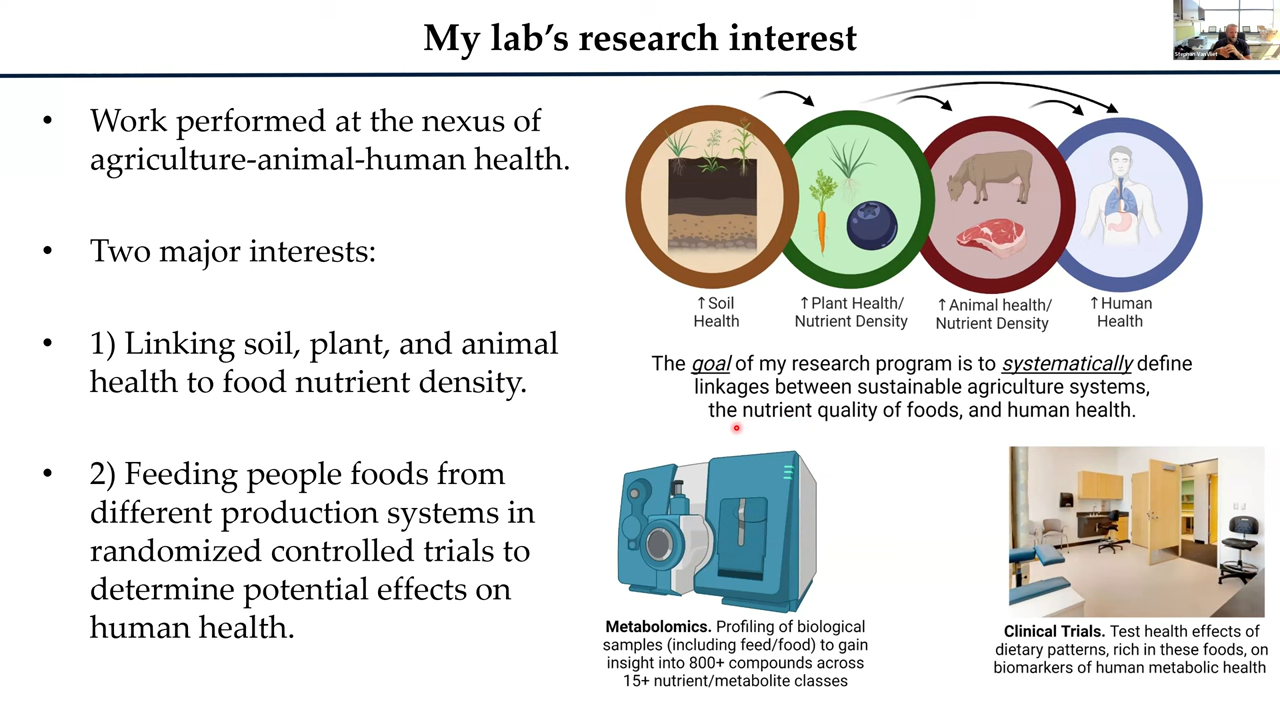 My lab's research interest
Stephan Van Vliet
• Work performed at the nexus of
agriculture-animal-human health.
• Two major interests:
• 1) Linking soil, plant, and animal
health to food nutrient density.
• 2) Feeding people foods from
different production systems in
randomized controlled trials to
determine potential effects on
human health.
↑Soil
Health
↑Plant Health/
Nutrient Density
↑Animal health/
Nutrient Density
↑Human
Health
The goal of my research program is to systematically define
linkages between sustainable agriculture systems,
the nutrient quality of foods, and human health.
Metabolomics. Profiling of biological
samples (including feed/food) to gain
insight into 800+ compounds across
15+ nutrient/metabolite classes
Clinical Trials. Test health effects of
dietary patterns, rich in these foods, on
biomarkers of human metabolic health